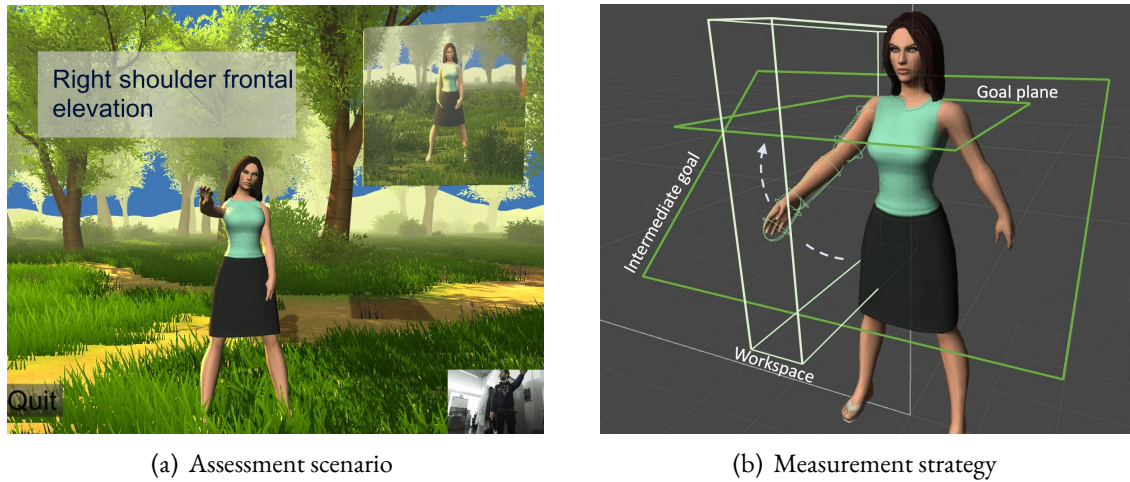 Right shoulder frontal
elevation
Quit
(a) Assessment scenario
Goal plane
Intermediate goal
Workspace
(b) Measurement strategy